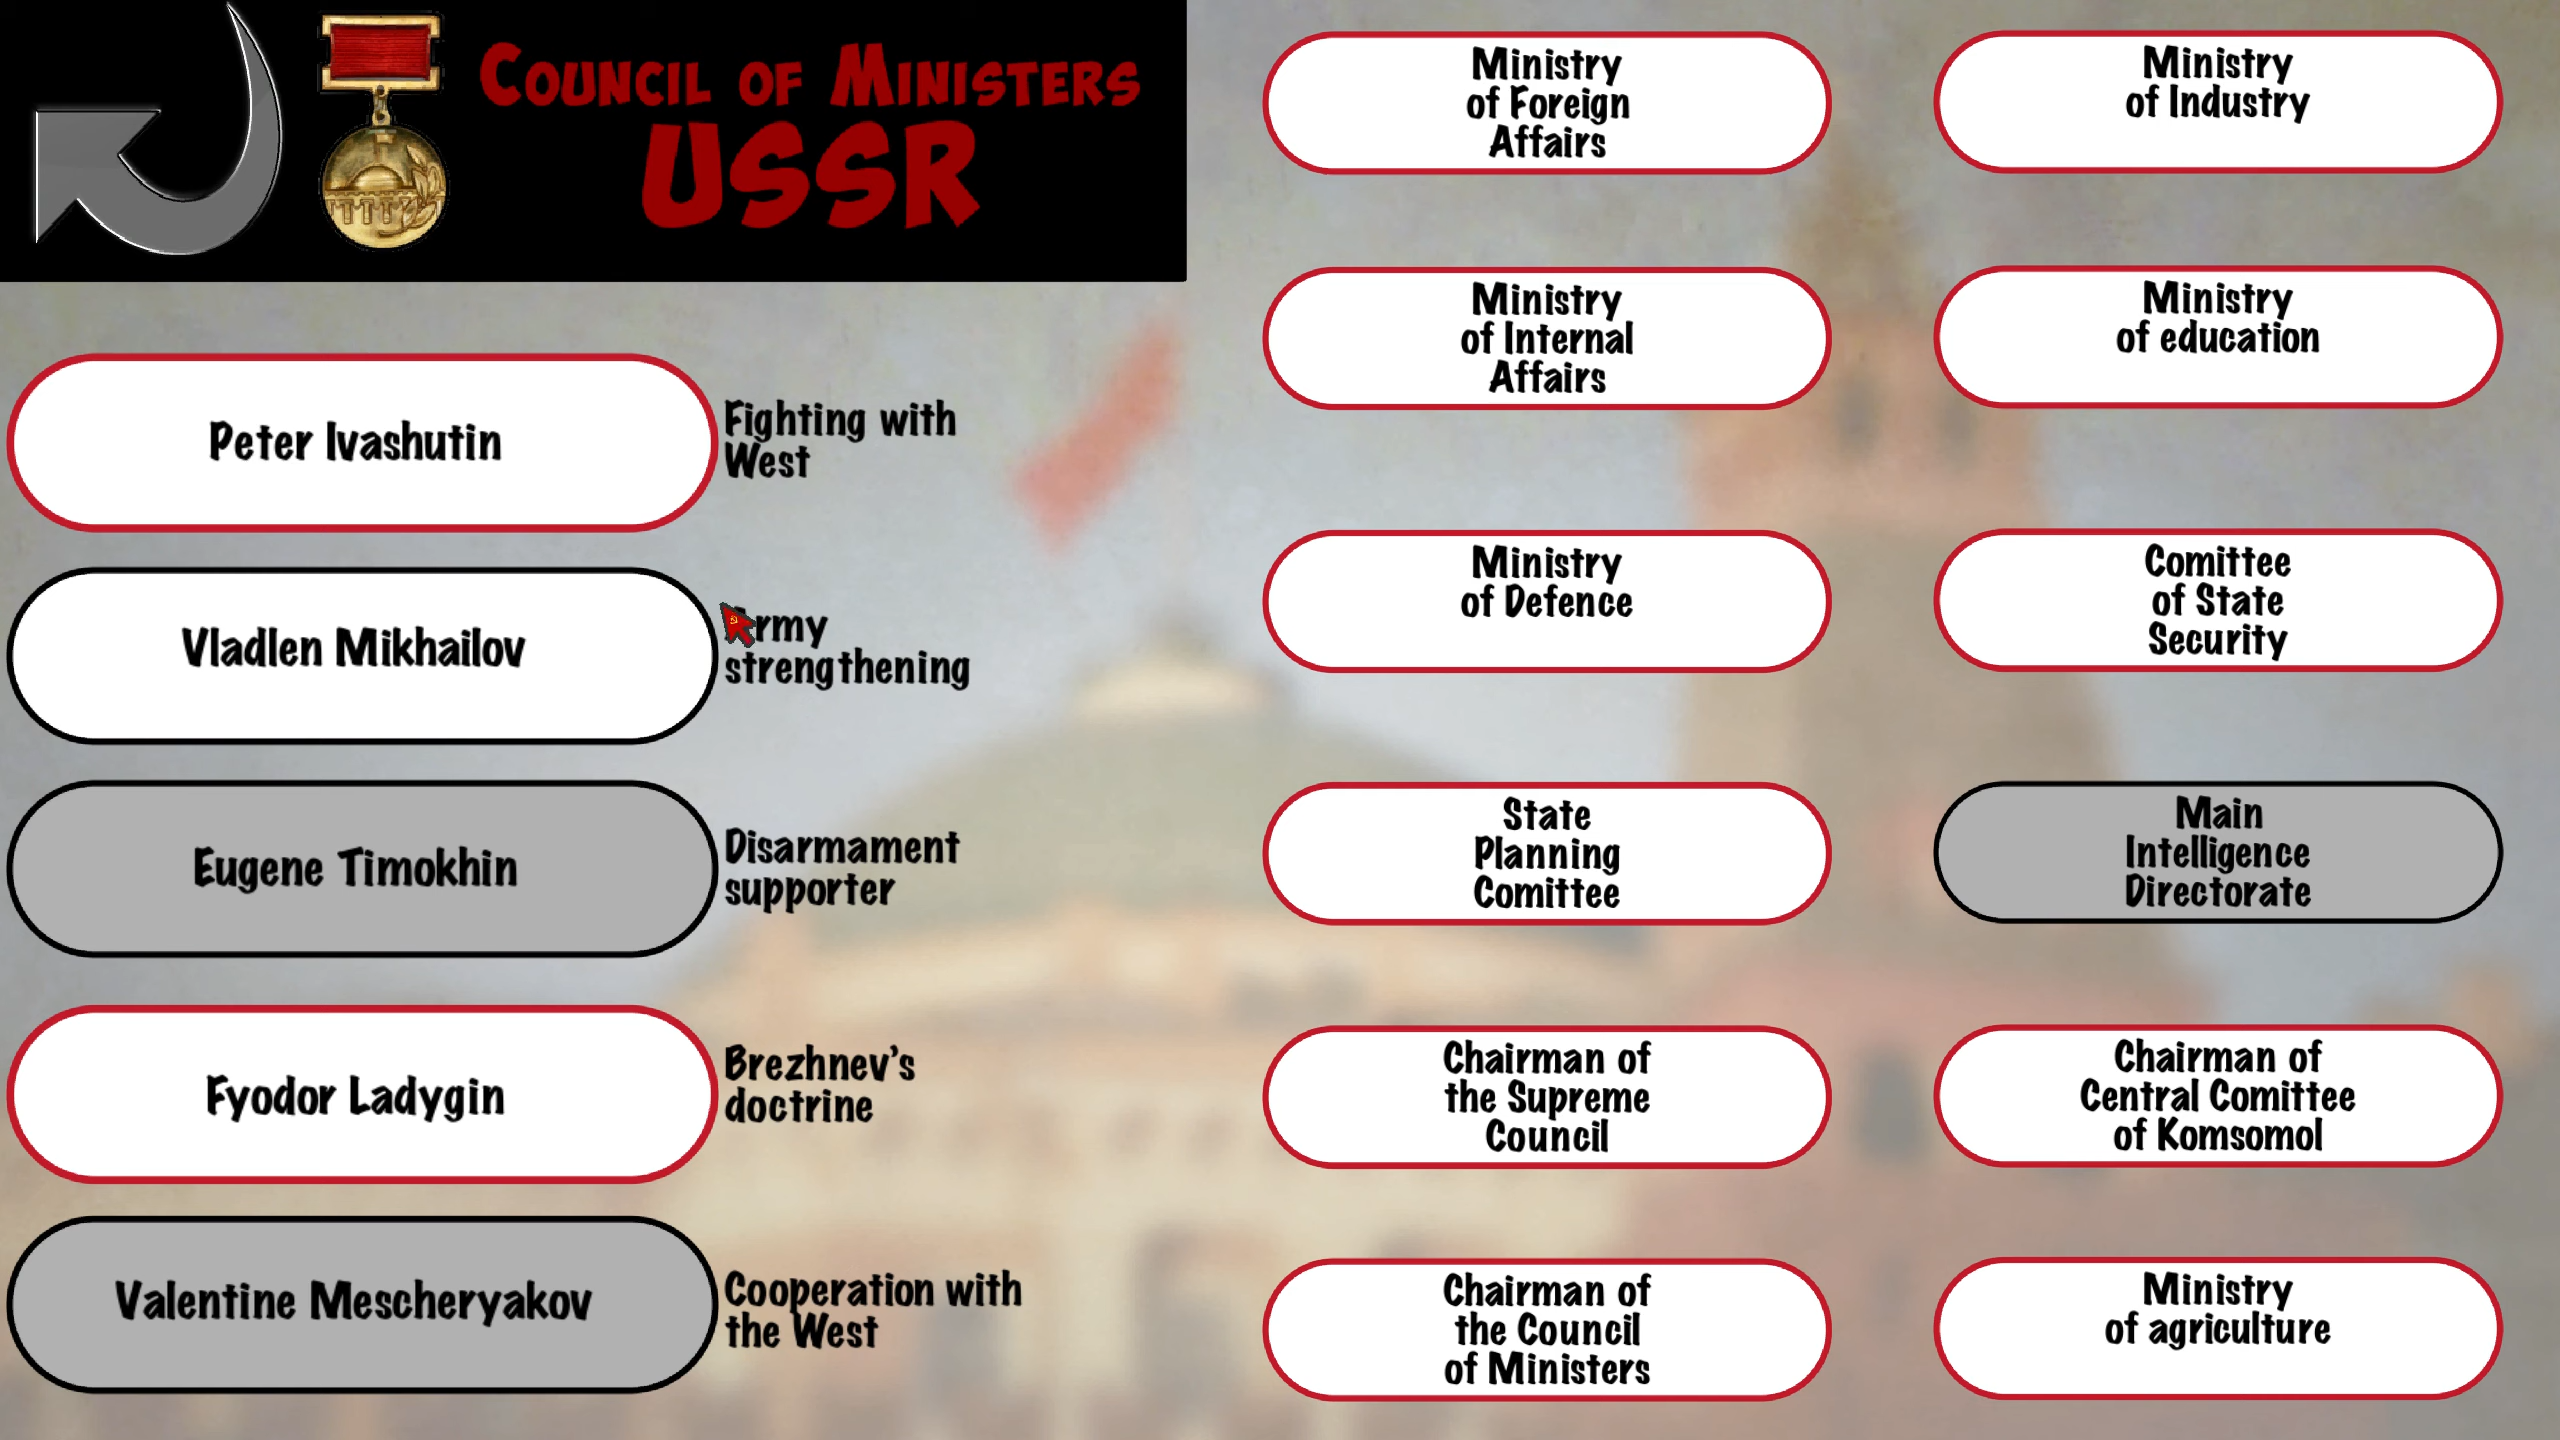 Council of Ministers
USSR
Peter Ivashutin
Fighting with
West
Vladlen Mikhailov
rmy
strengthening
Eugene Timokhin
Disarmament
supporter
Fyodor Ladygin
Brezhnev's
doctrine
Valentine Mescheryakov
Cooperation with
the West
Ministry
of Foreign
Affairs
Ministry
of Internal
Affairs
Ministry
of Defence
State
Planning
Comittee
Chairman of
the Supreme
Council
Chairman of
the Council
of Ministers
Ministry
of Industry
Ministry
of education
Comittee
of State
Security
Main
Intelligence
Directorate
Chairman of
Central Comittee
of Komsomol
Ministry
of agriculture